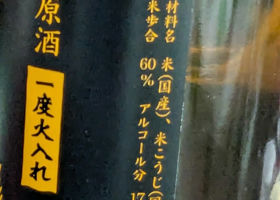 材料名 米(国産)、米こうじ(
米歩合 60% アルコール分 17
原酒
一度火入れ